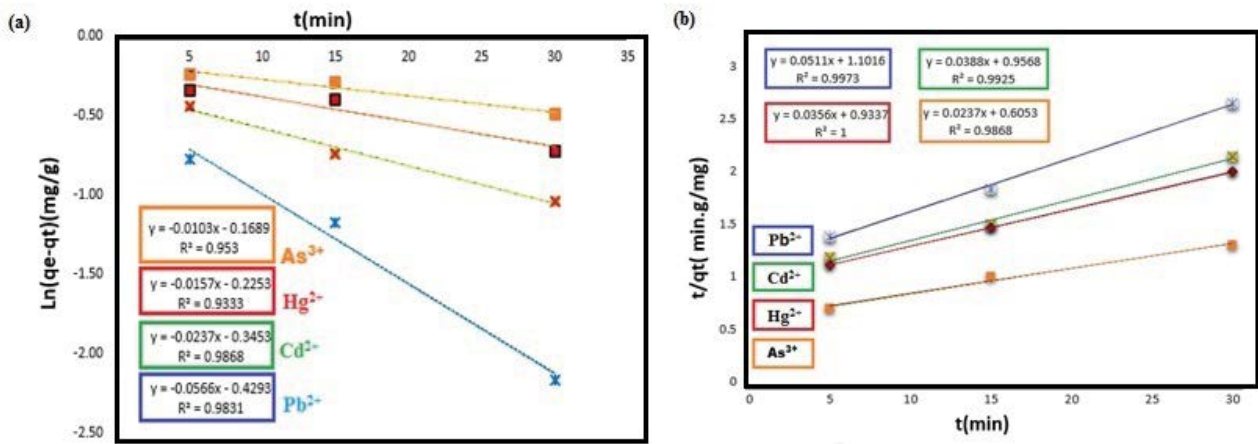 (a)
t(min)
0.00
5
10
15
20
25
30
35
-0.50
-1.00
-1.50
-2.00
-2.50
Ln(qe-qt)(mg/g)
y = -0.0103x - 0.1689
R² = 0.953
As³⁺
y = -0.0157x - 0.2253
R² = 0.9333
Hg²⁺
y = -0.0237x - 0.3453
R² = 0.9868
Cd²⁺
y = -0.0566x - 0.4293
R² = 0.9831
Pb²⁺
(b)
y = 0.0511x + 1.1016
R² = 0.9973
y = 0.0388x + 0.9568
R² = 0.9925
y = 0.0356x + 0.9337
R² = 1
y = 0.0237x + 0.6053
R² = 0.9868
3
2.5
2
1.5
1
0.5
0
t/qt( min.g/mg)
Pb²⁺
Cd²⁺
Hg²⁺
As³⁺
0
5
10
15
20
25
30
t(min)